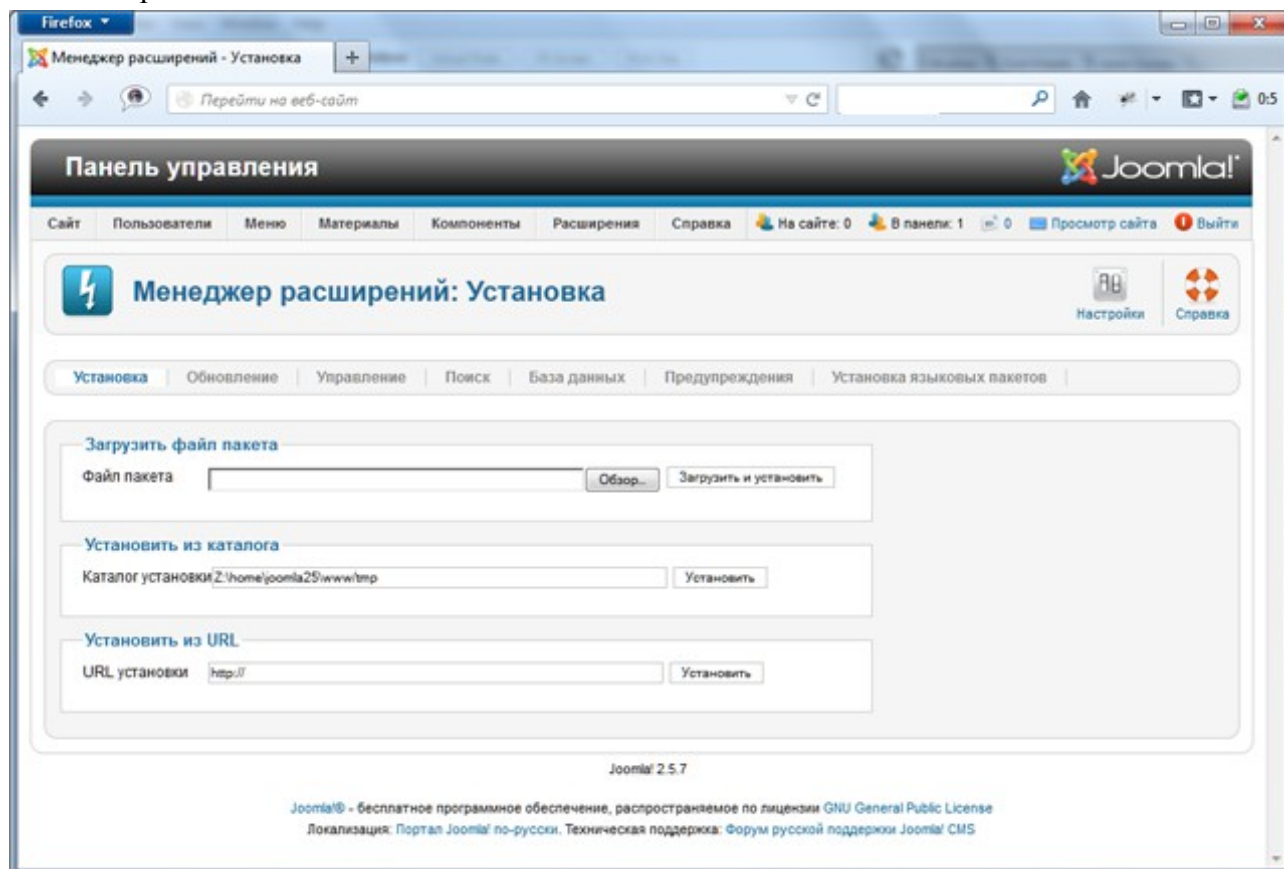 Firefox
Менеджер расширений - Установка
Перейти на веб-сайт
0:5
Панель управления
Joomla!
Сайт Пользователи Меню Материалы Компоненты Расширения Справка На сайте: 0 В панели: 1 0 Просмотр сайта Выйти
Менеджер расширений: Установка
Настройки Справка
Установка Обновление Управление Поиск База данных Предупреждения Установка языковых пакетов
Загрузить файл пакета
Файл пакета Обзор... Загрузить и установить
Установить из каталога
Каталог установки Z:\home\joomla25\www/tmp Установить
Установить из URL
URL установки http:// Установить
Joomla! 2.5.7
Joomla!® - бесплатное программное обеспечение, распространяемое по лицензии GNU General Public License
Локализация: Портал Joomla! по-русски. Техническая поддержка: Форум русской поддержки Joomla! CMS